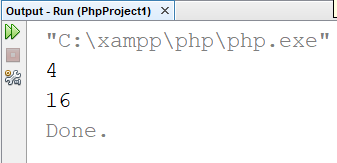 Output - Run (PhpProject1) ×
"C:\xampp\php\php.exe"
4
16
Done.